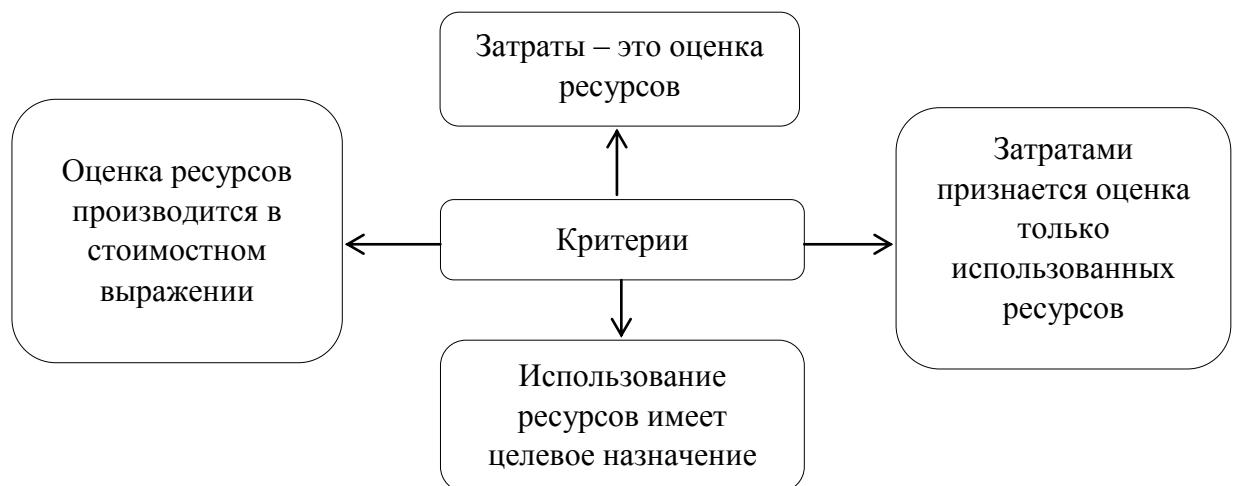 Затраты – это оценка
ресурсов
Оценка ресурсов
производится в
стоимостном
выражении
Критерии
Затратами
признается оценка
только
использованных
ресурсов
Использование
ресурсов имеет
целевое назначение